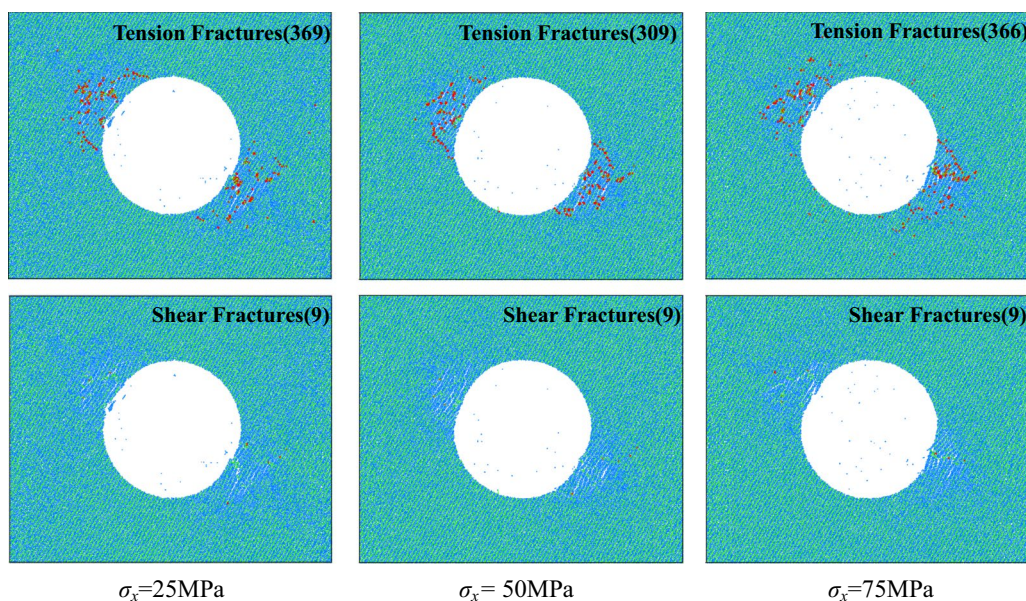 Tension Fractures(369)
Tension Fractures(309)
Tension Fractures(366)
Shear Fractures(9)
Shear Fractures(9)
Shear Fractures(9)
σₓ=25MPa
σₓ= 50MPa
σₓ=75MPa